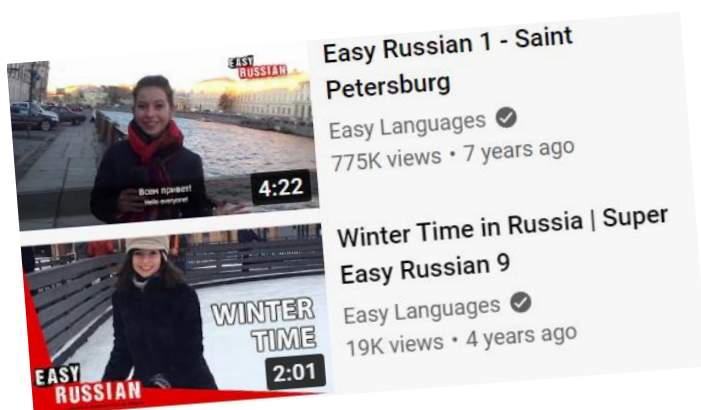 EASY
RUSSIAN
Всем привет!
Hello everyone!
4:22
Easy Russian 1 - Saint
Petersburg
Easy Languages
775K views • 7 years ago
WINTER
TIME
EASY
RUSSIAN
2:01
Winter Time in Russia | Super
Easy Russian 9
Easy Languages
19K views • 4 years ago